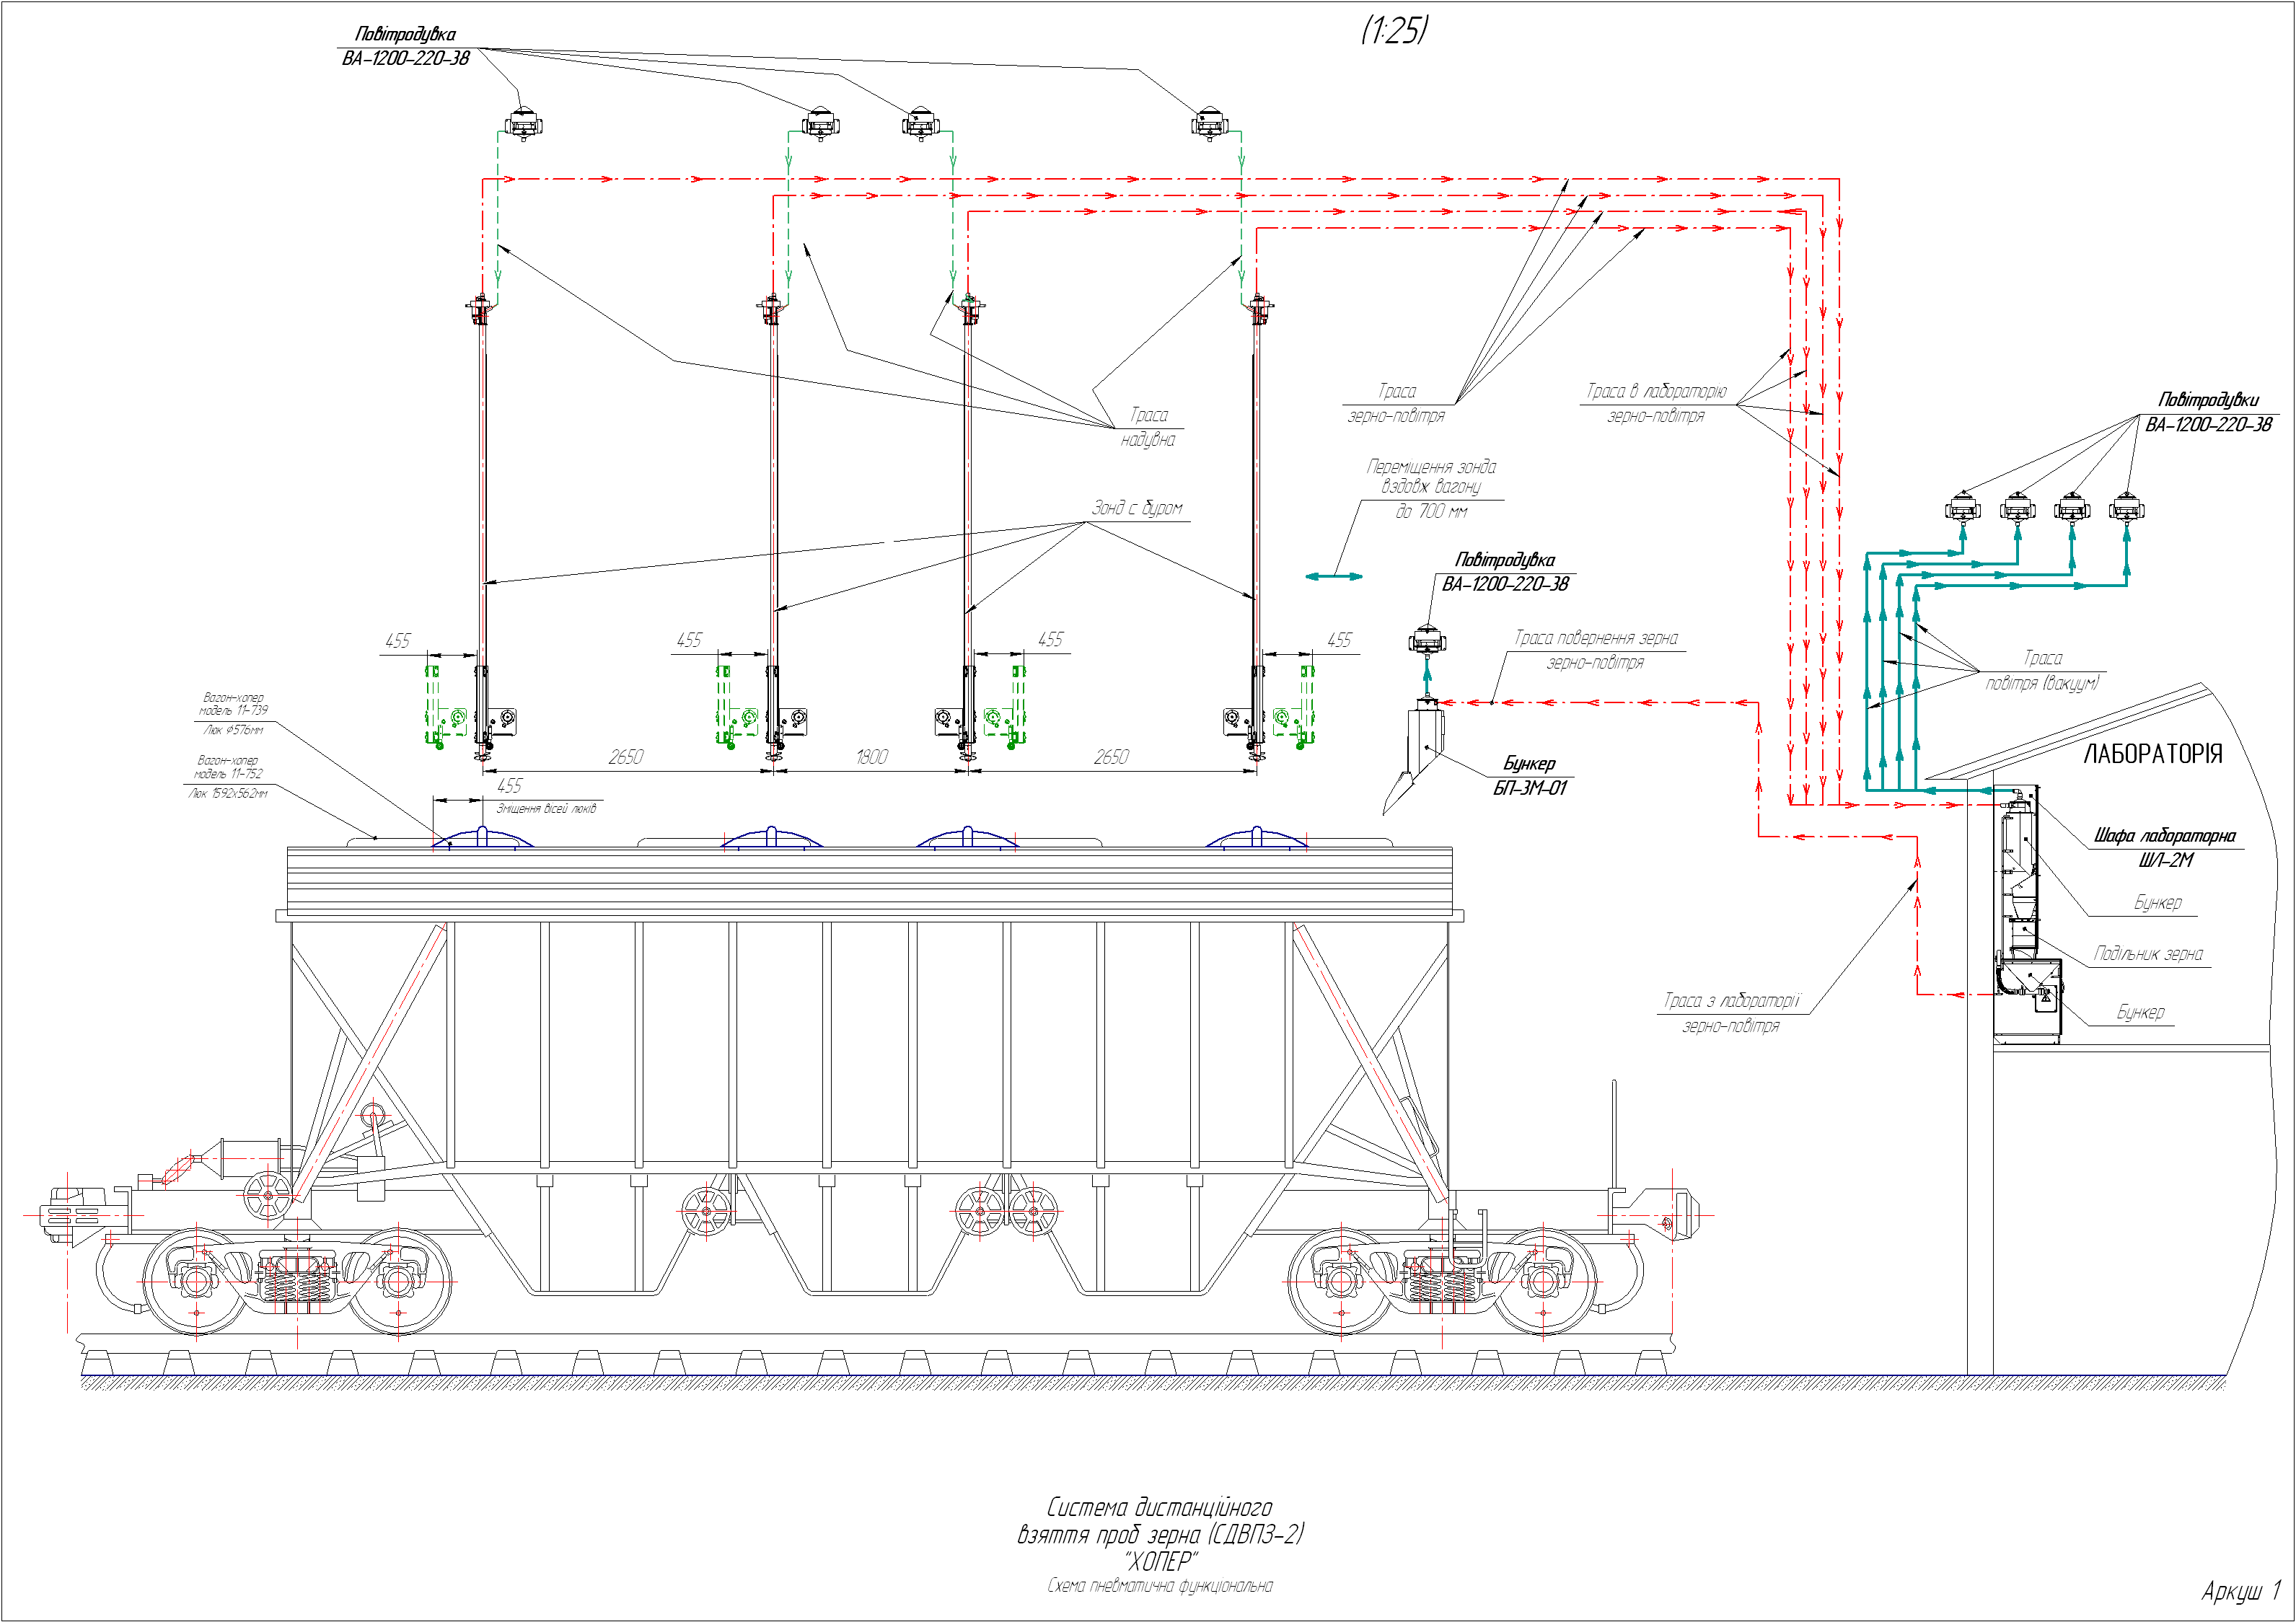 (1:25)
Повітродувка
ВА-1200-220-38
Траса
надувна
Траса
зерно-повітря
Траса в лабораторію
зерно-повітря
Повітродувки
ВА-1200-220-38
Переміщення зонда
вздовж вагону
до 700 мм
Зонд с буром
Повітродувка
ВА-1200-220-38
Траса повернення зерна
зерно-повітря
Траса
повітря (вакуум)
455
455
455
455
Вагон-хопер
модель 11-739
Люк Ф576мм
Вагон-хопер
модель 11-752
Люк 1592х562мм
2650
1800
2650
455
Зміщення вісей люків
Бункер
БП-3М-01
ЛАБОРАТОРІЯ
Шафа лабораторна
ШЛ-2М
Бункер
Подільник зерна
Бункер
Траса з лабораторії
зерно-повітря
Система дистанційного
взяття проб зерна (СДВПЗ-2)
"ХОПЕР"
Схема пневматична функціональна
Аркуш 1